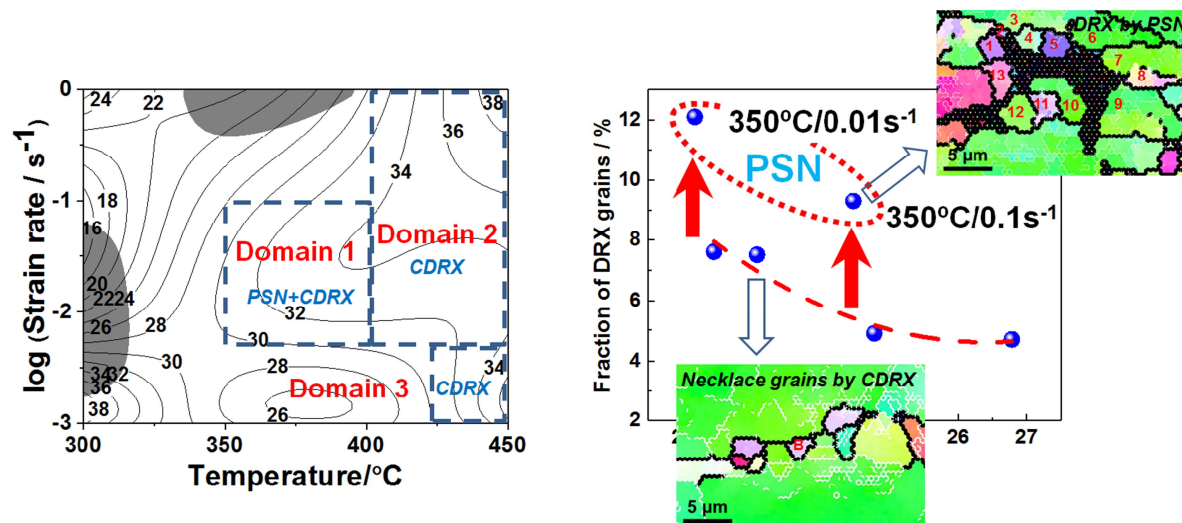 24
22
38
36
34
18
16
20
222424
26
28
30
34 32
36
38
32
30
28
26
34
Domain 1
PSN+CDRX
Domain 2
CDRX
Domain 3
CDRX
0
-1
-2
-3
300
350
400
450
log (Strain rate / s-1)
Temperature/°C
DRX by PSN
1
2
3
4
5
6
7
8
9
10
11
12
13
5 µm
350°C/0.01s-1
PSN
350°C/0.1s-1
12
10
8
6
4
2
Fraction of DRX grains / %
Necklace grains by CDRX
B
5 µm
2
26
27